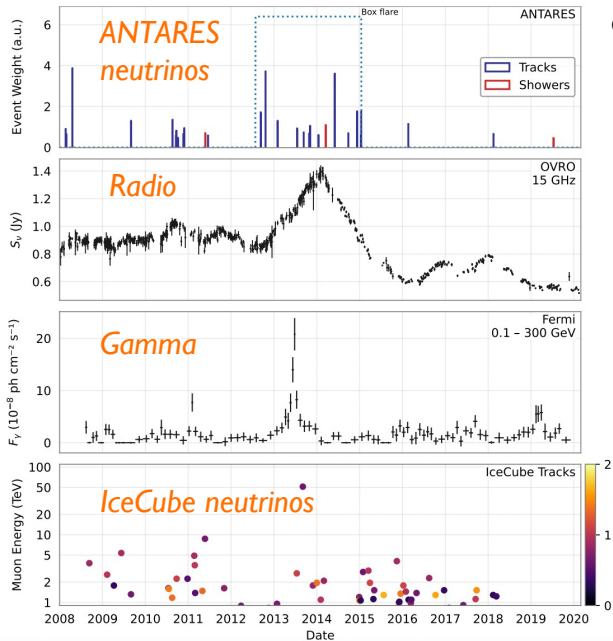 Box flare
ANTARES
ANTARES
neutrinos
Event Weight (a.u.)
6
4
2
0
Tracks
Showers
OVRO
15 GHz
Radio
Sν (Jy)
1.4
1.2
1.0
0.8
0.6
Fermi
0.1 – 300 GeV
Gamma
Fγ (10⁻⁸ ph cm⁻² s⁻¹)
20
10
0
IceCube Tracks
IceCube neutrinos
Muon Energy (TeV)
100
50
20
10
5
2
1
2
1
0
2008 2009 2010 2011 2012 2013 2014 2015 2016 2017 2018 2019 2020
Date